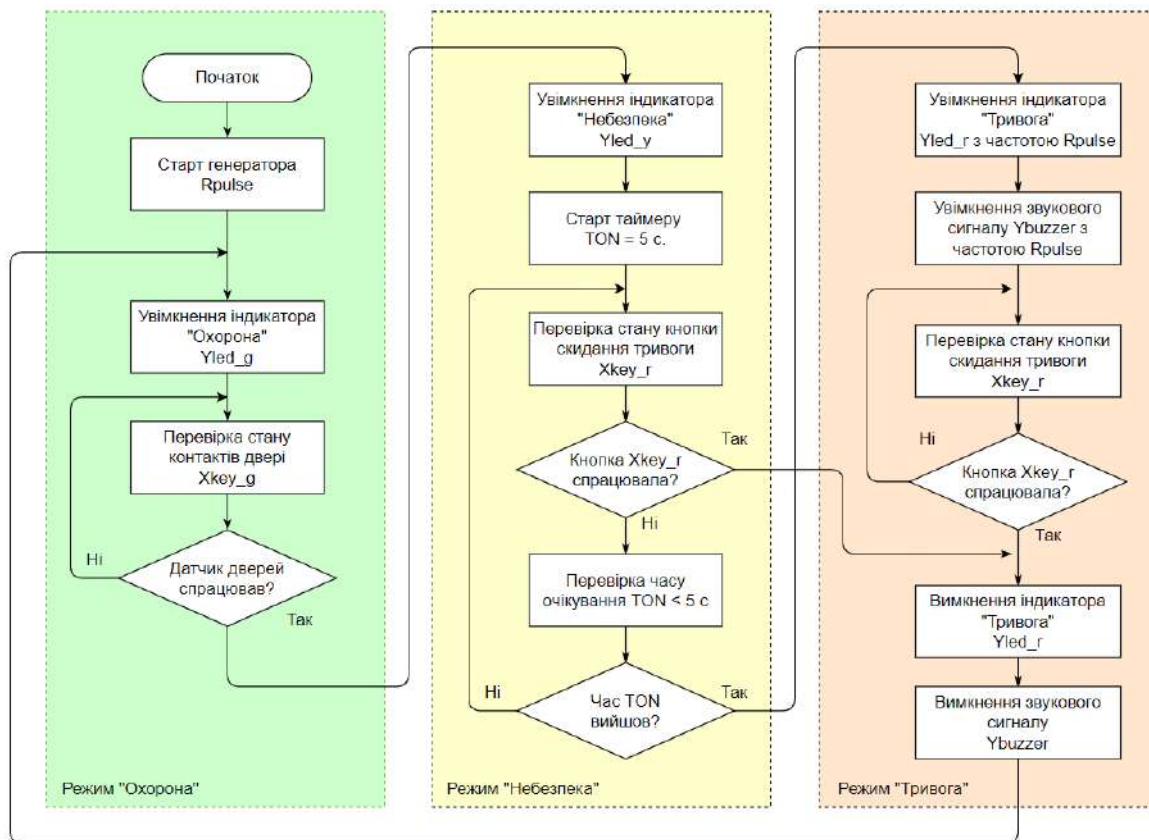 Початок
Старт генератора
Rpulse
Увімкнення індикатора
"Охорона"
Yled_g
Перевірка стану
контактів двері
Xkey_g
Ні
Датчик дверей
спрацював?
Так
Режим "Охорона"
Увімкнення індикатора
"Небезпека"
Yled_y
Старт таймеру
TON = 5 с.
Перевірка стану кнопки
скидання тривоги
Xkey_r
Так
Кнопка Xkey_r
спрацювала?
Ні
Перевірка часу
очікування TON < 5 с
Ні
Час TON
вийшов?
Так
Режим "Небезпека"
Увімкнення індикатора
"Тривога"
Yled_r з частотою Rpulse
Увімкнення звукового
сигналу Ybuzzer з
частотою Rpulse
Перевірка стану кнопки
скидання тривоги
Xkey_r
Ні
Кнопка Xkey_r
спрацювала?
Так
Вимкнення індикатора
"Тривога"
Yled_r
Вимкнення звукового
сигналу
Ybuzzer
Режим "Тривога"